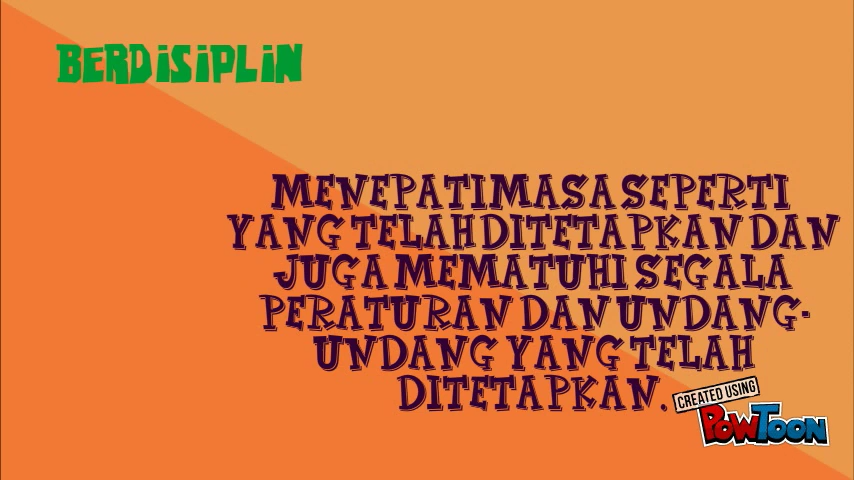 BERDISIPLIN
MENEPATI MASA SEPERTI
YANG TELAH DITETAPKAN DAN
JUGA MEMATUHI SEGALA
PERATURAN DAN UNDANG-
UNDANG YANG TELAH
DITETAPKAN.
CREATED USING
POWTOON